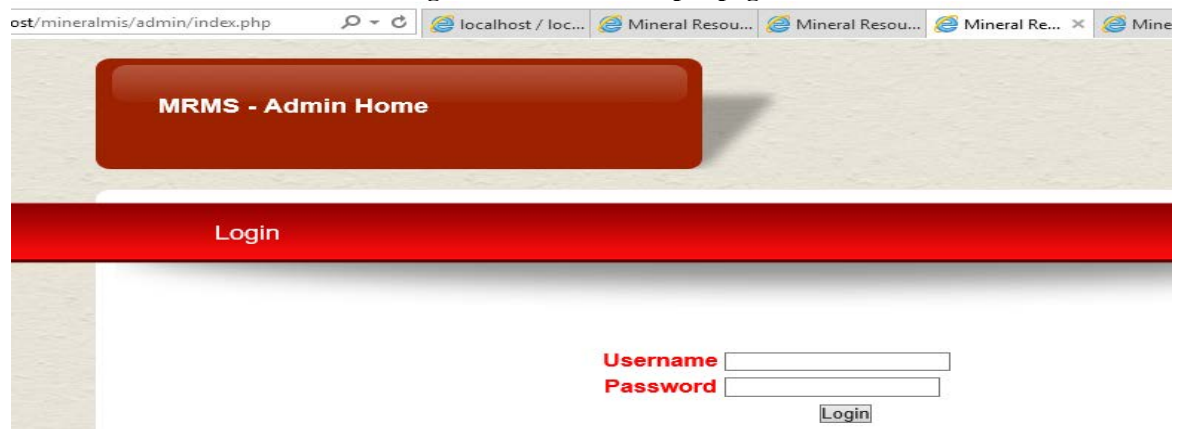 ost/mineralmis/admin/index.php localhost / loc... Mineral Resou... Mineral Resou... Mineral Re... Mine
MRMS - Admin Home
Login
Username
Password
Login